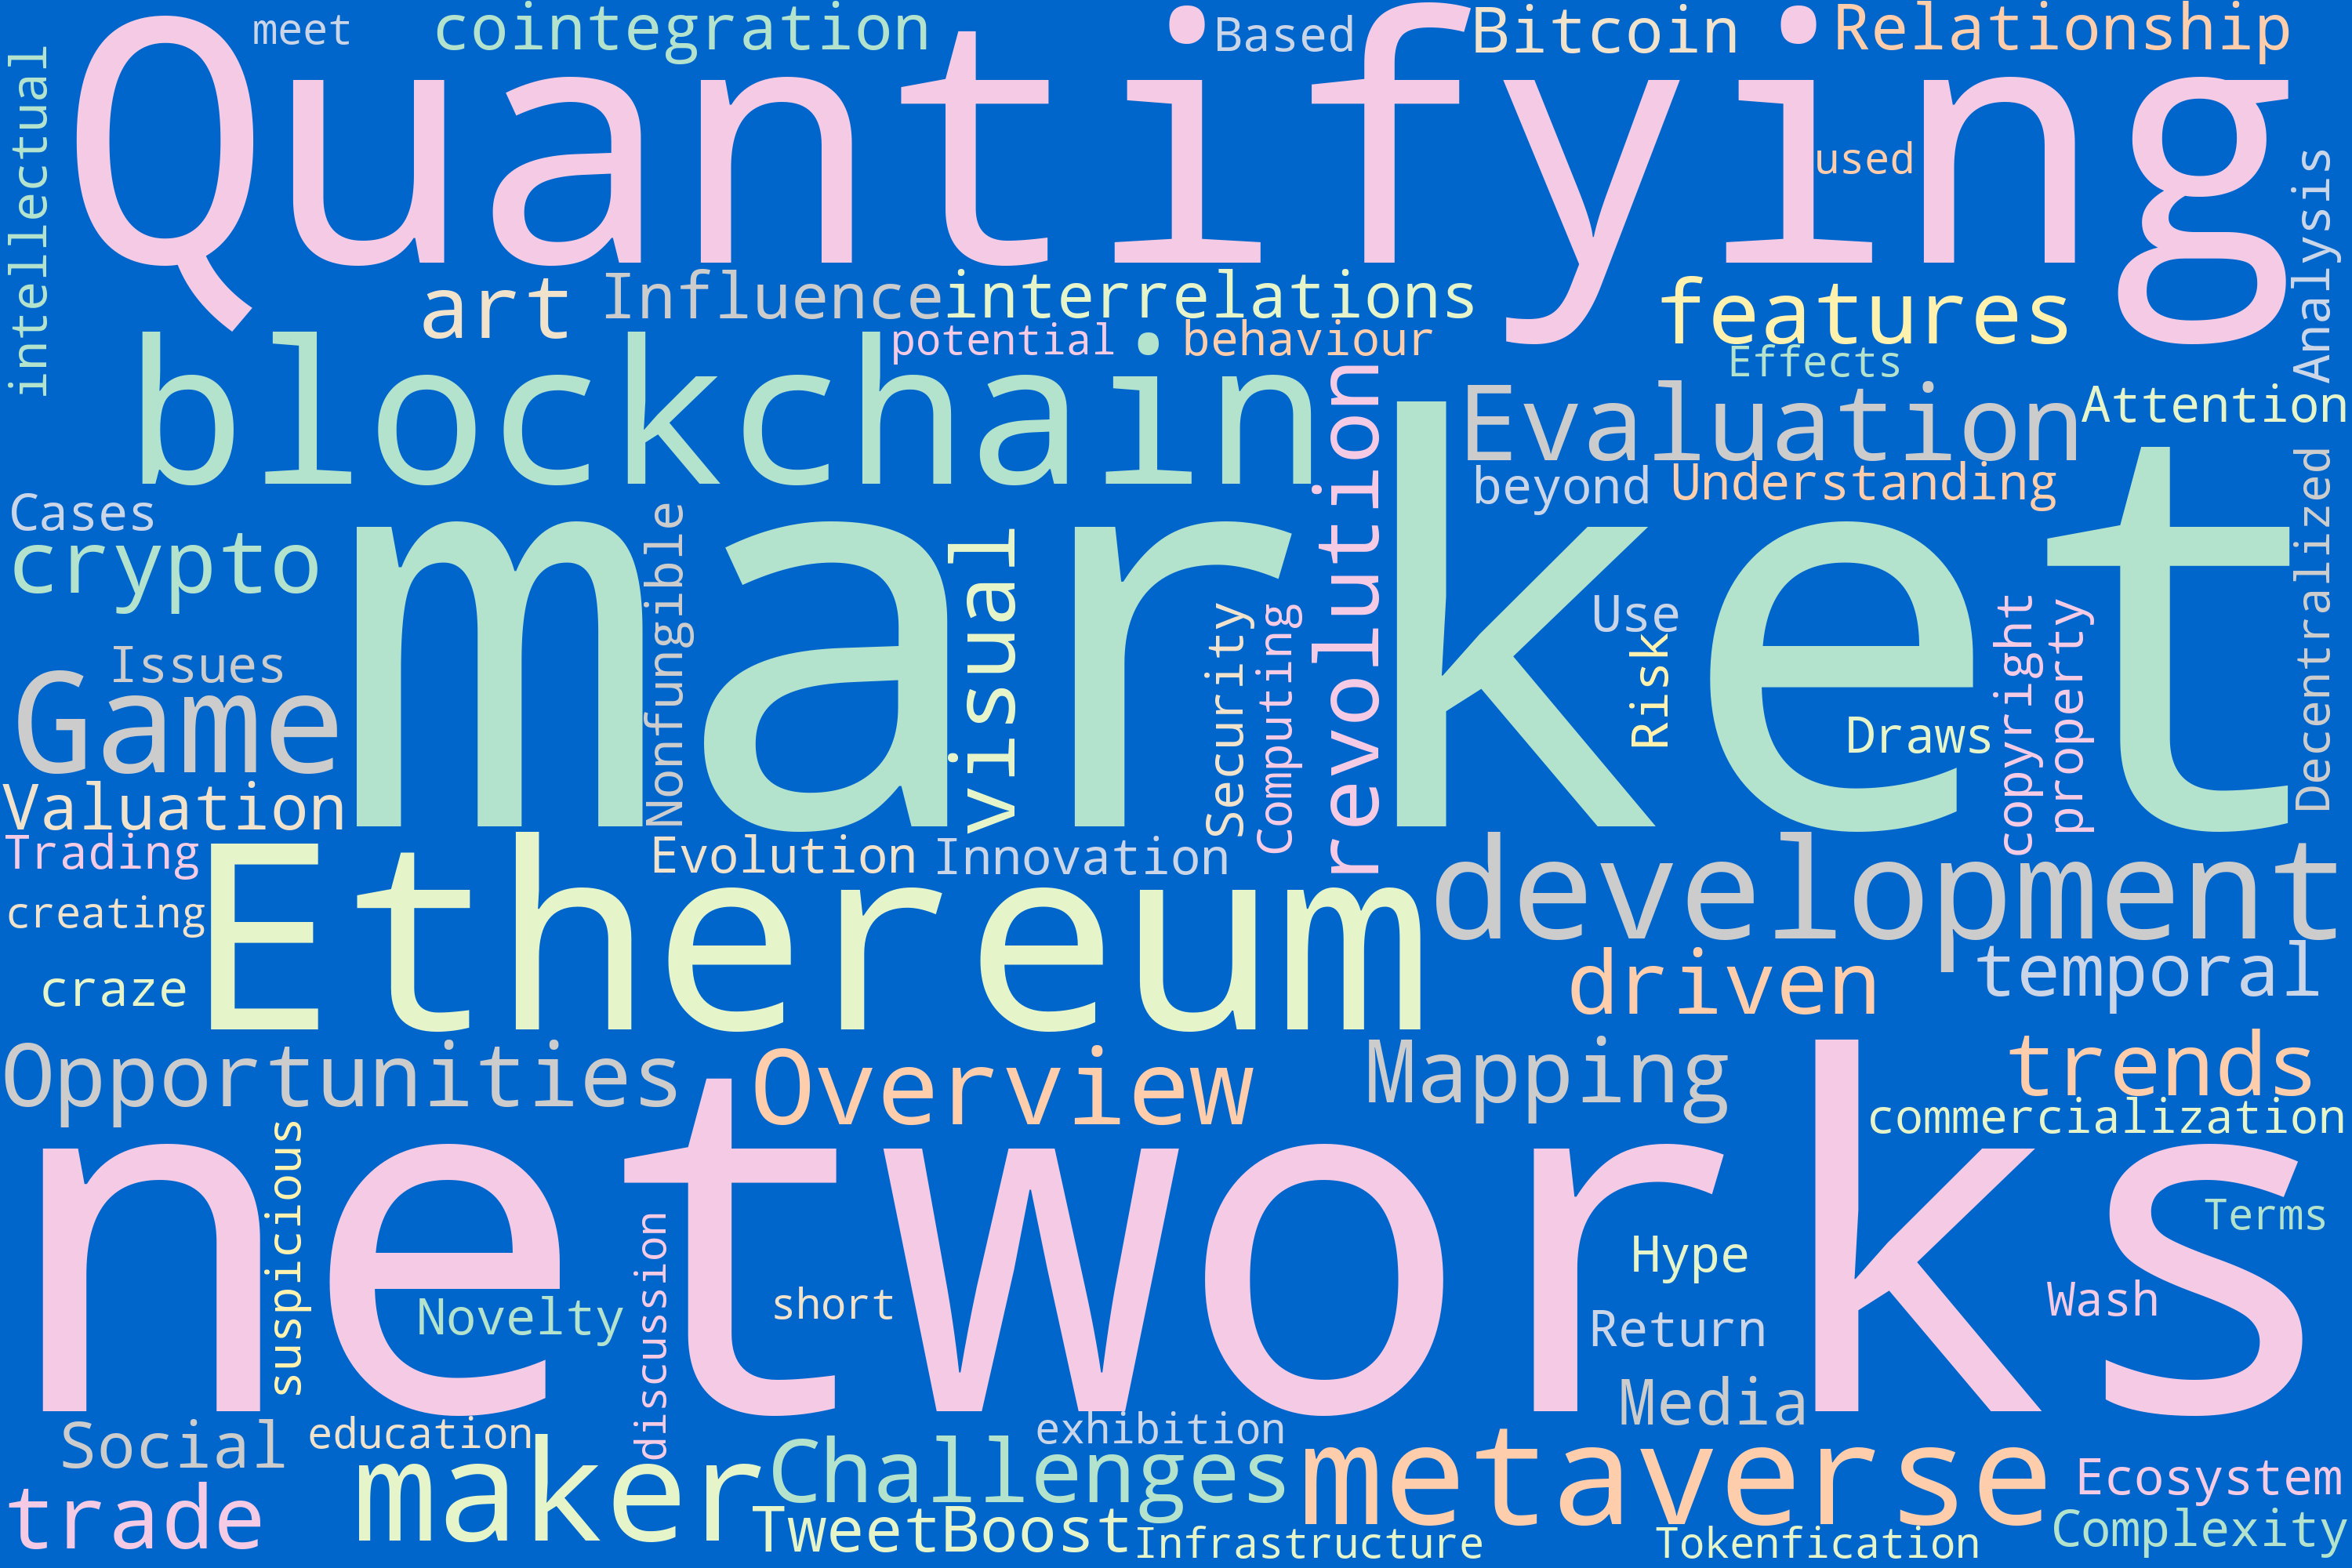 meet cointegration Based Bitcoin Relationship
Quantifying
intellectual
used
Analysis
art Influence interrelations features
potential behaviour Effects
blockchain
revolution
Evaluation Attention
beyond Understanding
Decentralized
Cases
crypto
market
Nonfungible
visual
Security
Computing
Use
Risk
Draws
copyright
property
Issues
Game
Valuation
Trading Evolution Innovation
creating
craze
Ethereum
development
driven temporal
Opportunities Overview Mapping trends
commercialization
networks
suspicious
Novelty
discussion
short
Hype
Return
Terms
Wash
Media
Social education exhibition
trade maker Challenges metaverse Ecosystem
TweetBoost Infrastructure Tokenfication Complexity